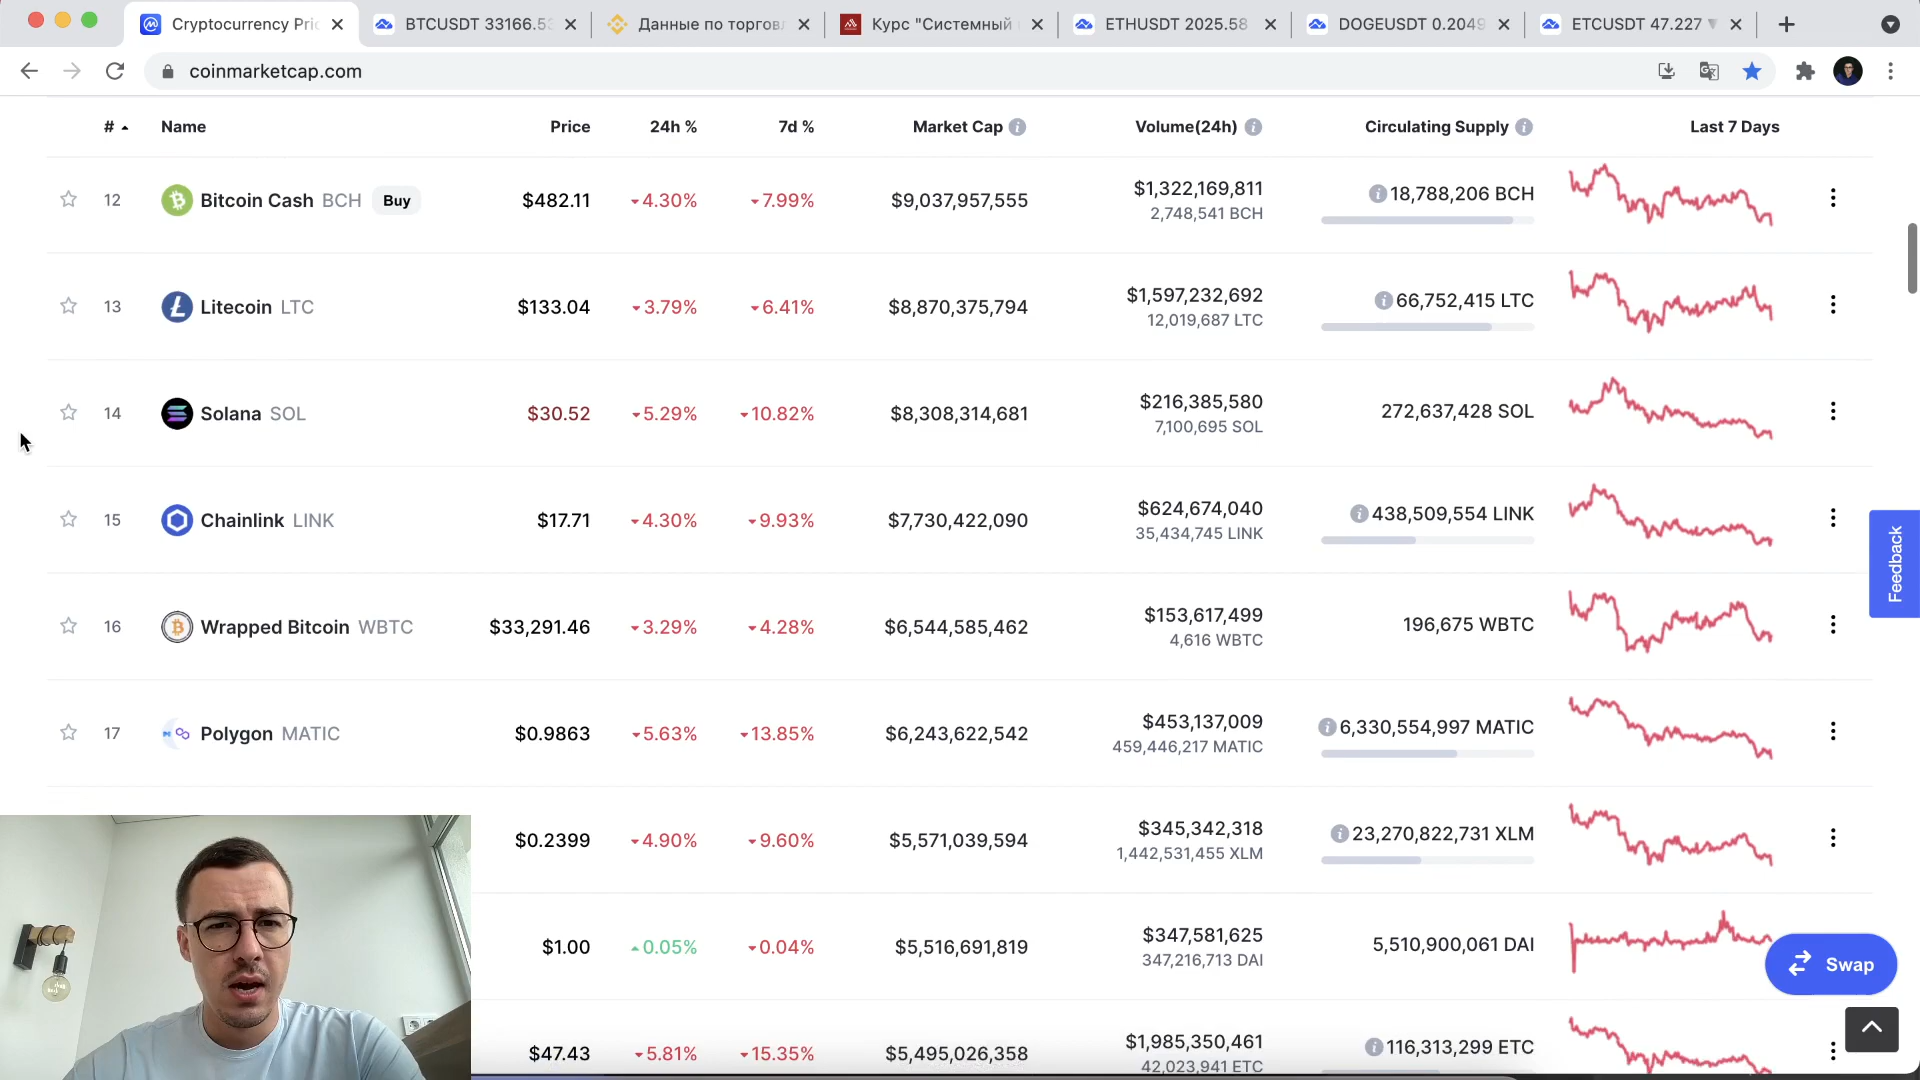 Cryptocurrency Pric
BTCUSDT 33166.53
Данные по торговл
Курс "Системный
ETHUSDT 2025.58
DOGEUSDT 0.2049
ETCUSDT 47.227 ▼
coinmarketcap.com
# Name Price 24h % 7d % Market Cap Volume(24h) Circulating Supply Last 7 Days
12 Bitcoin Cash BCH Buy $482.11 4.30% 7.99% $9,037,957,555 $1,322,169,811 18,788,206 BCH
2,748,541 BCH
13 Litecoin LTC $133.04 3.79% 6.41% $8,870,375,794 $1,597,232,692 66,752,415 LTC
12,019,687 LTC
14 Solana SOL $30.52 5.29% 10.82% $8,308,314,681 $216,385,580 272,637,428 SOL
7,100,695 SOL
15 Chainlink LINK $17.71 4.30% 9.93% $7,730,422,090 $624,674,040 438,509,554 LINK
35,434,745 LINK
16 Wrapped Bitcoin WBTC $33,291.46 3.29% 4.28% $6,544,585,462 $153,617,499 196,675 WBTC
4,616 WBTC
17 Polygon MATIC $0.9863 5.63% 13.85% $6,243,622,542 $453,137,009 6,330,554,997 MATIC
459,446,217 MATIC
$0.2399 4.90% 9.60% $5,571,039,594 $345,342,318 23,270,822,731 XLM
1,442,531,455 XLM
$1.00 0.05% 0.04% $5,516,691,819 $347,581,625 5,510,900,061 DAI
347,216,713 DAI
$47.43 5.81% 15.35% $5,495,026,358 $1,985,350,461 116,313,299 ETC
42,023,941 ETC
Feedback
Swap